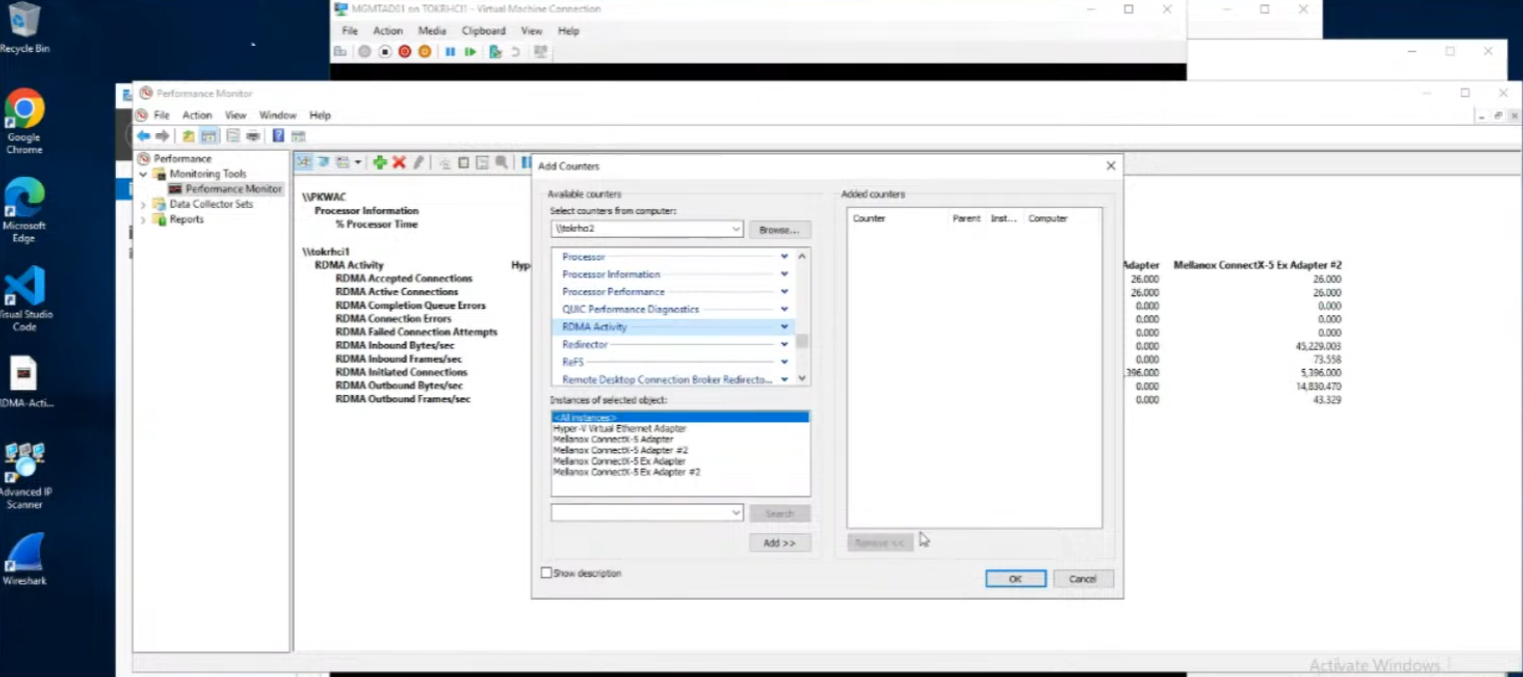 MGMTAD01 on TOKRHCI1 - Virtual Machine Connection
File Action Media Clipboard View Help
Recycle Bin
Google
Chrome
Microsoft
Edge
Visual Studio
Code
RDMA-Acti...
Advanced IP
Scanner
Wireshark
Performance Monitor
File Action View Window Help
Performance
Monitoring Tools
Performance Monitor
Data Collector Sets
Reports
\\PKWAC
Processor Information
% Processor Time
\\tokrhci1
RDMA Activity Hyp
RDMA Accepted Connections
RDMA Active Connections
RDMA Completion Queue Errors
RDMA Connection Errors
RDMA Failed Connection Attempts
RDMA Inbound Bytes/sec
RDMA Inbound Frames/sec
RDMA Initiated Connections
RDMA Outbound Bytes/sec
RDMA Outbound Frames/sec
Add Counters
Available counters
Select counters from computer:
\\tokrhci2
Browse...
Processor
Processor Information
Processor Performance
QUIC Performance Diagnostics
RDMA Activity
Redirector
ReFS
Remote Desktop Connection Broker Redirecto...
Instances of selected object:
<All instances>
Hyper-V Virtual Ethernet Adapter
Mellanox ConnectX-5 Adapter
Mellanox ConnectX-5 Adapter #2
Mellanox ConnectX-5 Ex Adapter
Mellanox ConnectX-5 Ex Adapter #2
Search
Add >>
Show description
Added counters
Counter Parent Inst... Computer
Remove <<
OK Cancel
Adapter Mellanox ConnectX-5 Ex Adapter #2
26.000 26.000
26.000 26.000
0.000 0.000
0.000 0.000
0.000 0.000
0.000 45,229.003
0.000 73.558
,396.000 5,396.000
0.000 14,830.470
0.000 43.329
Activate Windows